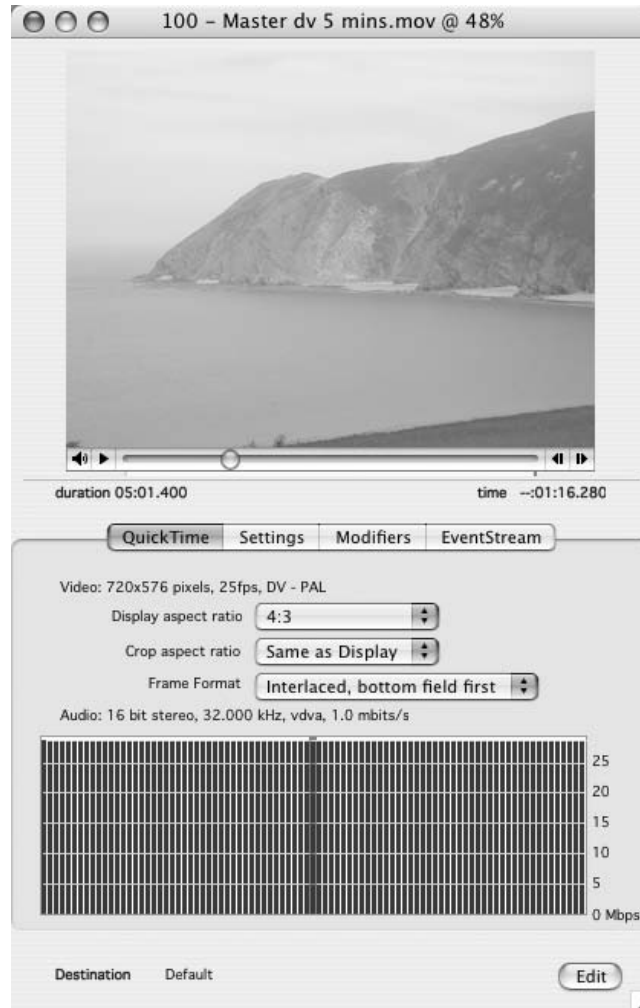 100 – Master dv 5 mins.mov @ 48%
duration 05:01.400
time --:01:16.280
QuickTime Settings Modifiers EventStream
Video: 720x576 pixels, 25fps, DV - PAL
Display aspect ratio 4:3
Crop aspect ratio Same as Display
Frame Format Interlaced, bottom field first
Audio: 16 bit stereo, 32.000 kHz, vdva, 1.0 mbits/s
25
20
15
10
5
0 Mbps
Destination Default
Edit